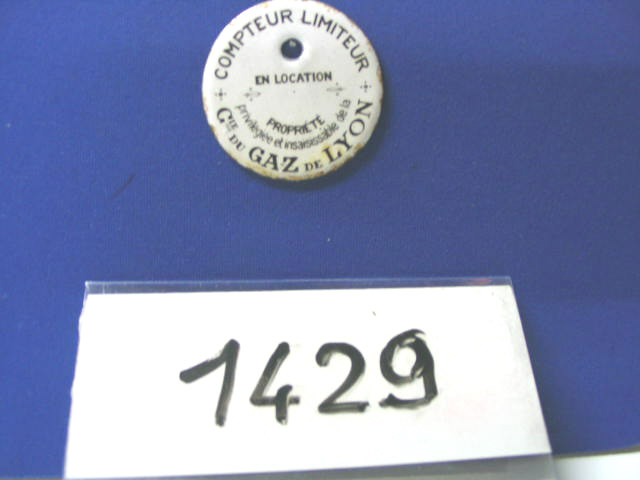 COMPTEUR LIMITEUR
EN LOCATION
PROPRIÉTÉ
privilégiée et insaisissable de la
Cie DU GAZ DE LYON
1429